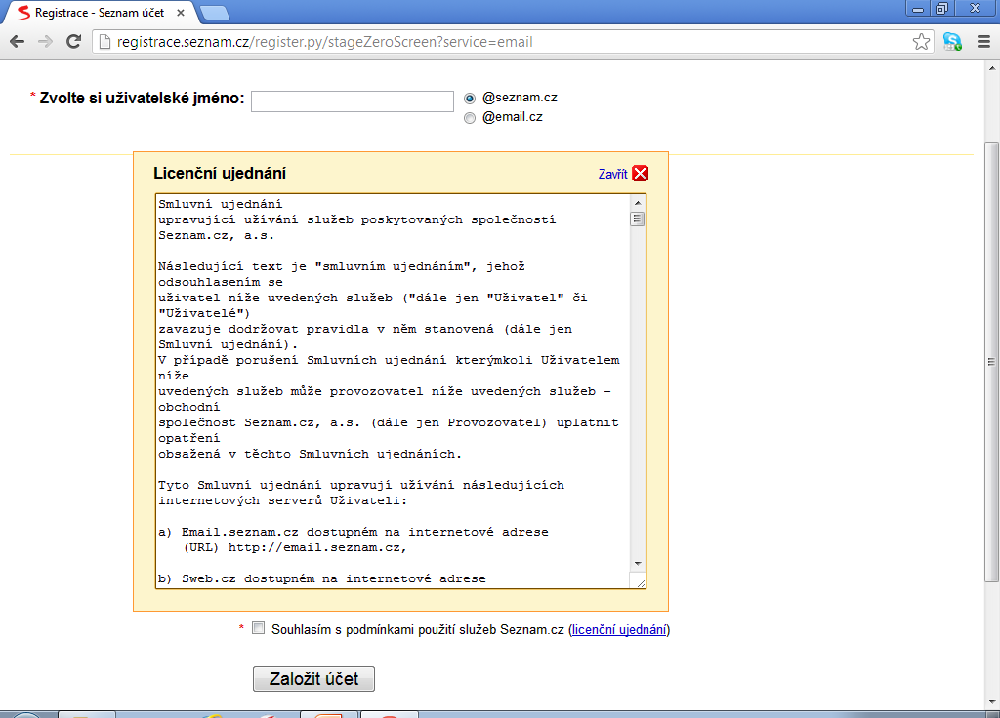 Registrace - Seznam účet
registrace.seznam.cz/register.py/stageZeroScreen?service=email
* Zvolte si uživatelské jméno:
@seznam.cz
@email.cz
Licenční ujednání
Zavřít
Smluvní ujednání
upravující užívání služeb poskytovaných společností
Seznam.cz, a.s.
Následující text je "smluvním ujednáním", jehož
odsouhlasením se
uživatel níže uvedených služeb ("dále jen "Uživatel" či
"Uživatelé")
zavazuje dodržovat pravidla v něm stanovená (dále jen
Smluvní ujednání).
V případě porušení Smluvních ujednání kterýmkoli Uživatelem
níže
uvedených služeb může provozovatel níže uvedených služeb –
obchodní
společnost Seznam.cz, a.s. (dále jen Provozovatel) uplatnit
opatření
obsažená v těchto Smluvních ujednáních.
Tyto Smluvní ujednání upravují užívání následujících
internetových serverů Uživateli:
a) Email.seznam.cz dostupném na internetové adrese
(URL) http://email.seznam.cz,
b) Sweb.cz dostupném na internetové adrese
* Souhlasím s podmínkami použití služeb Seznam.cz (licenční ujednání)
Založit účet